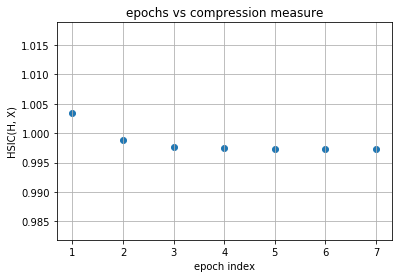 epochs vs compression measure
HSIC(H, X)
1.015
1.010
1.005
1.000
0.995
0.990
0.985
1 2 3 4 5 6 7
epoch index